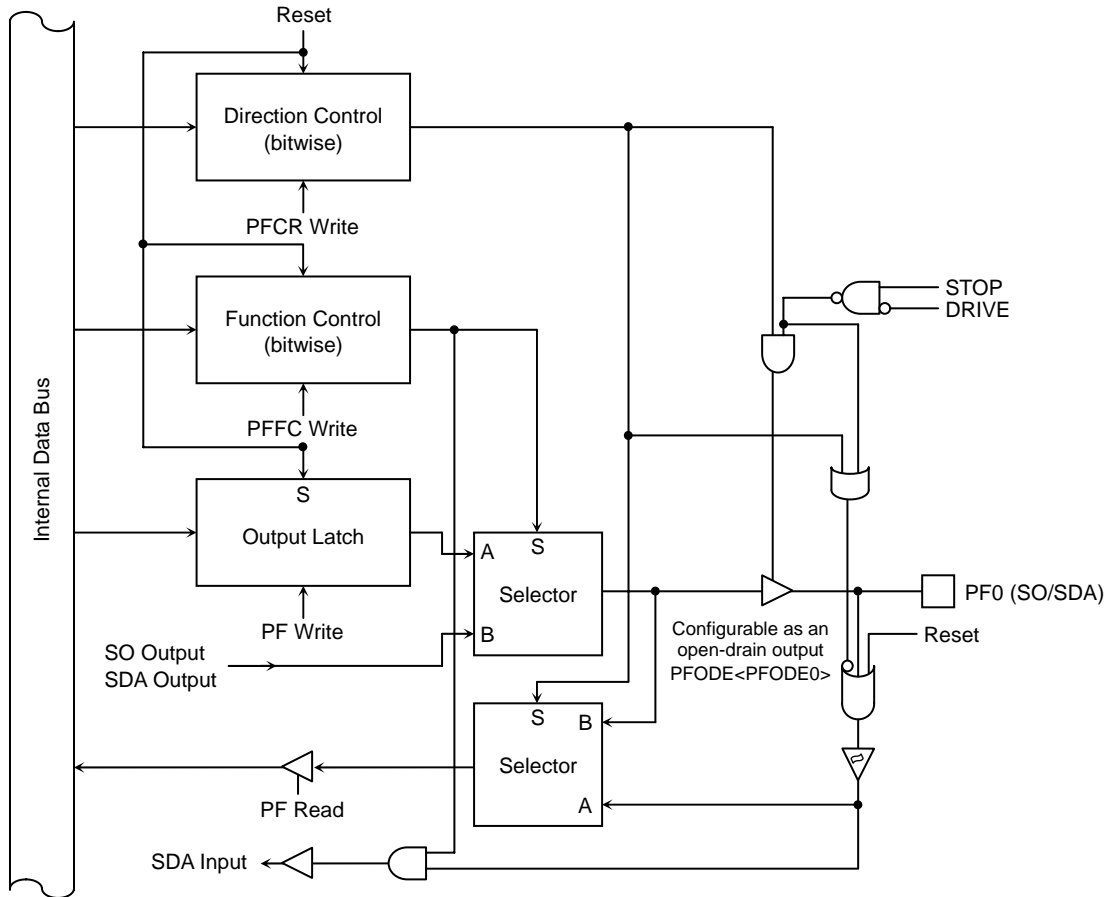 Reset
Direction Control
(bitwise)
PFCR Write
Function Control
(bitwise)
STOP
DRIVE
PFFC Write
Internal Data Bus
S
Output Latch
A
S
Selector
B
PF Write
SO Output
SDA Output
PF0 (SO/SDA)
Configurable as an
open-drain output
PFODE<PFODE0>
Reset
S
B
Selector
A
PF Read
SDA Input